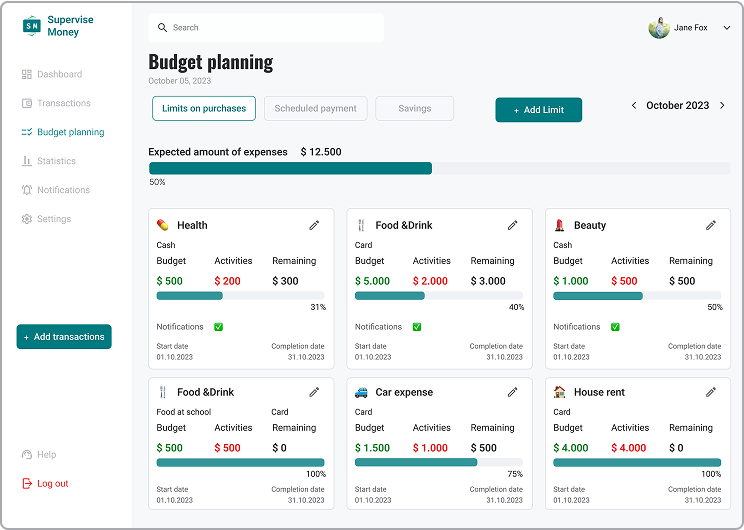 S M
Supervise
Money
Search
Jane Fox
Dashboard
Transactions
Budget planning
Statistics
Notifications
Settings
+ Add transactions
Help
Log out
Budget planning
October 05, 2023
Limits on purchases
Scheduled payment
Savings
+ Add Limit
October 2023
Expected amount of expenses $ 12.500
50%
Health
Cash
Budget Activities Remaining
$ 500 $ 200 $ 300
31%
Notifications
Start date Completion date
01.10.2023 31.10.2023
Food &Drink
Card
Budget Activities Remaining
$ 5.000 $ 2.000 $ 3.000
40%
Notifications
Start date Completion date
01.10.2023 31.10.2023
Beauty
Cash
Budget Activities Remaining
$ 1.000 $ 500 $ 500
50%
Notifications
Start date Completion date
01.10.2023 31.10.2023
Food &Drink
Food at school Card
Budget Activities Remaining
$ 500 $ 500 $ 0
100%
Start date Completion date
01.10.2023 31.10.2023
Car expense
Card
Budget Activities Remaining
$ 1.500 $ 1.000 $ 500
75%
Start date Completion date
01.10.2023 31.10.2023
House rent
Card
Budget Activities Remaining
$ 4.000 $ 4.000 $ 0
100%
Start date Completion date
01.10.2023 31.10.2023